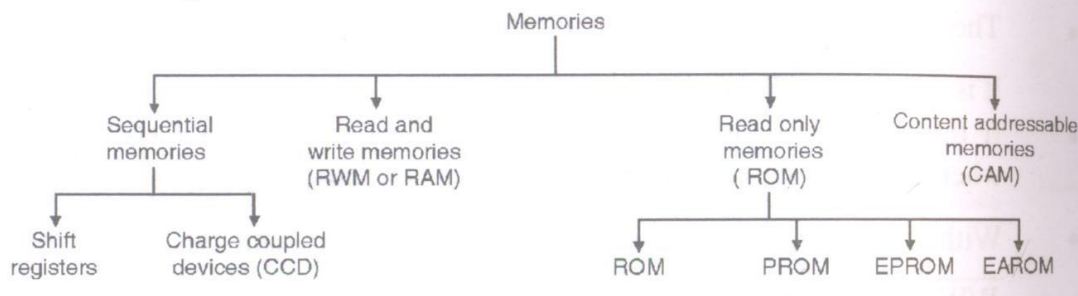 Memories
Sequential
memories
Read and
write memories
(RWM or RAM)
Read only
memories
( ROM)
Content addressable
memories
(CAM)
Shift
registers
Charge coupled
devices (CCD)
ROM
PROM
EPROM
EAROM